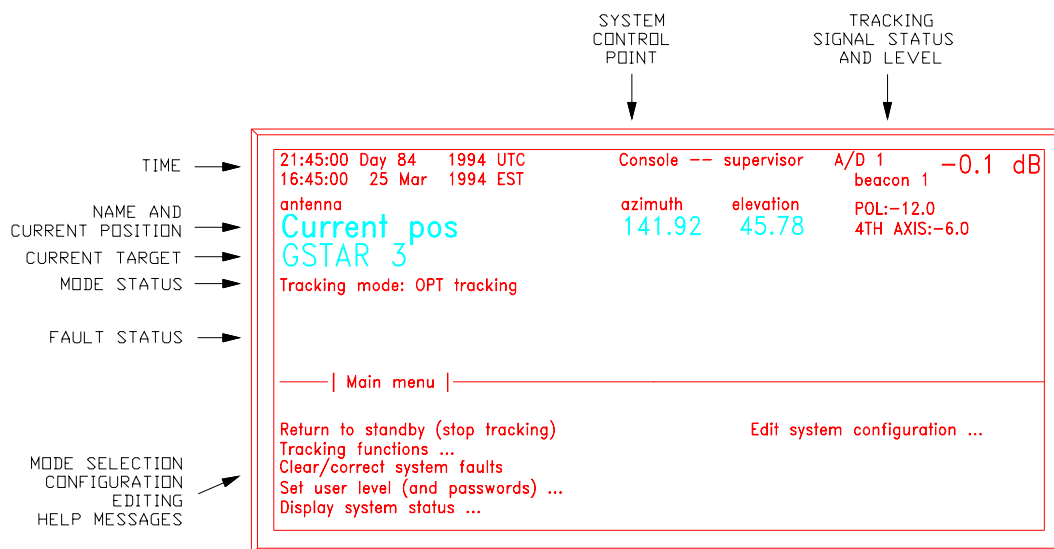 SYSTEM
CONTROL
POINT
TRACKING
SIGNAL STATUS
AND LEVEL
TIME
21:45:00 Day 84 1994 UTC
16:45:00 25 Mar 1994 EST
Console -- supervisor
A/D 1
beacon 1
-0.1 dB
NAME AND
CURRENT POSITION
antenna
Current pos
azimuth
141.92
elevation
45.78
POL:-12.0
4TH AXIS:-6.0
CURRENT TARGET
GSTAR 3
MODE STATUS
Tracking mode: OPT tracking
FAULT STATUS
Main menu
MODE SELECTION
CONFIGURATION
EDITING
HELP MESSAGES
Return to standby (stop tracking)
Tracking functions ...
Clear/correct system faults
Set user level (and passwords) ...
Display system status ...
Edit system configuration ...